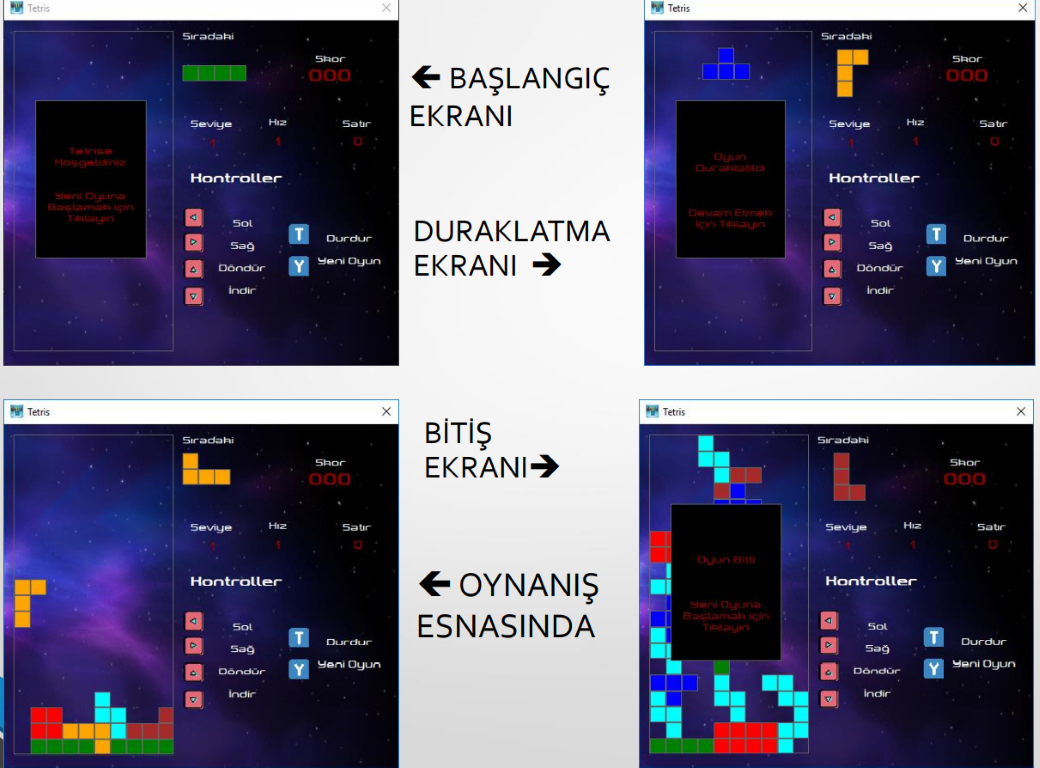 Tetris
Sıradaki
Skor
000
Seviye
Hız
Satır
1
1
0
Tetrise
Hoşgeldiniz
Yeni Oyuna
Başlamak için
Tıklayın
Kontroller
Sol
Sağ
Döndür
İndir
T
Durdur
Y
Yeni Oyun
🡸 BAŞLANGIÇ
EKRANI
DURAKLATMA
EKRANI 🡺
Tetris
Sıradaki
Skor
000
Seviye
Hız
Satır
1
1
0
Oyun
Duraklatıldı
Devam Etmek
İçin Tıklayın
Kontroller
Sol
Sağ
Döndür
İndir
T
Durdur
Y
Yeni Oyun
Tetris
Sıradaki
Skor
000
Seviye
Hız
Satır
1
1
0
Kontroller
Sol
Sağ
Döndür
İndir
T
Durdur
Y
Yeni Oyun
BİTİŞ
EKRANI🡺
🡸 OYNANIŞ
ESNASINDA
Tetris
Sıradaki
Skor
000
Seviye
Hız
Satır
1
1
0
Oyun Bitti
Yeni Oyuna
Başlamak için
Tıklayın
Kontroller
Sol
Sağ
Döndür
İndir
T
Durdur
Y
Yeni Oyun